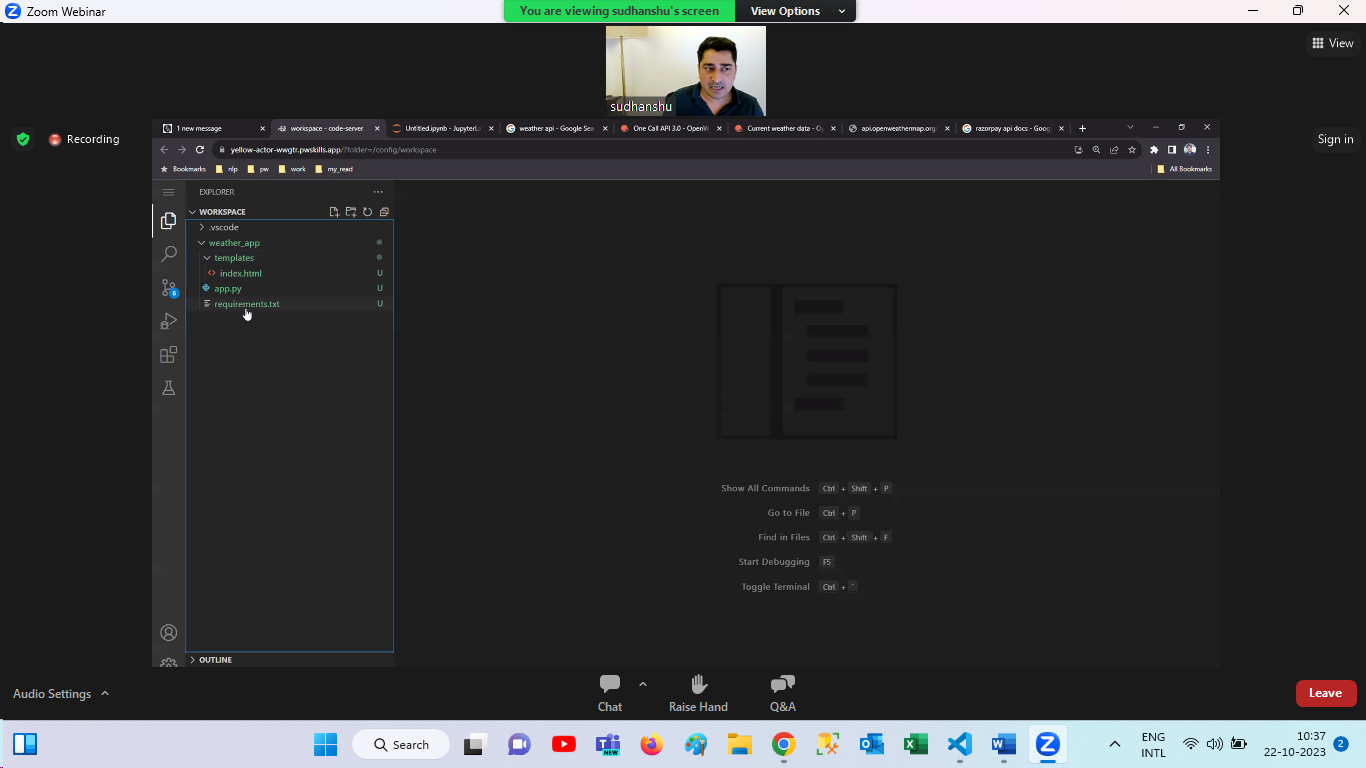 Zoom Webinar
You are viewing sudhanshu's screen
View Options
View
sudhanshu
Recording
Sign in
1 new message
workspace - code-server
Untitled.ipynb - JupyterL
weather api - Google Sea
One Call API 3.0 - OpenW
Current weather data - O
api.openweathermap.org
razorpay api docs - Goog
yellow-actor-wwgtr.pwskills.app/?folder=/config/workspace
Bookmarks
nlp
pw
work
my_read
All Bookmarks
EXPLORER
WORKSPACE
.vscode
weather_app
templates
index.html U
app.py U
requirements.txt U
6
Show All Commands Ctrl + Shift + P
Go to File Ctrl + P
Find in Files Ctrl + Shift + F
Start Debugging F5
Toggle Terminal Ctrl + `
OUTLINE
Audio Settings
Chat
Raise Hand
Q&A
Leave
Search
NEW
ENG
INTL
10:37
22-10-2023
2